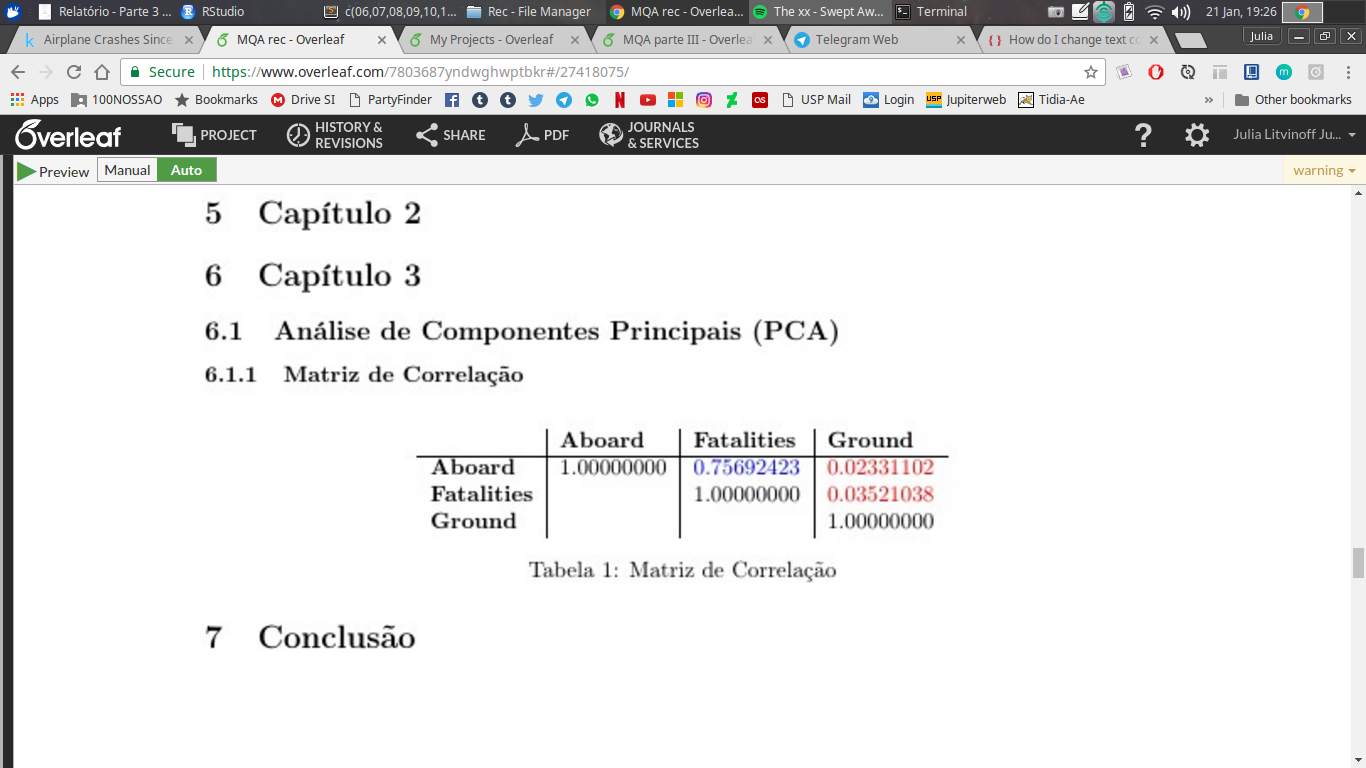 Relatório - Parte 3 ... RStudio c(06,07,08,09,10,1... Rec - File Manager MQA rec - Overlea... The xx - Swept Aw... Terminal 21 Jan, 19:26
Airplane Crashes Since MQA rec - Overleaf My Projects - Overleaf MQA parte III - Overlea Telegram Web How do I change text co Julia
Secure https://www.overleaf.com/7803687yndwghwptbkr#/27418075/
Apps 100NOSSAO Bookmarks Drive SI PartyFinder USP Mail Login Jupiterweb Tidia-Ae » Other bookmarks
Overleaf PROJECT HISTORY & REVISIONS SHARE PDF JOURNALS & SERVICES ? Julia Litvinoff Ju...
Preview Manual Auto warning
5 Capítulo 2
6 Capítulo 3
6.1 Análise de Componentes Principais (PCA)
6.1.1 Matriz de Correlação
Aboard Fatalities Ground
Aboard 1.00000000 0.75692423 0.02331102
Fatalities 1.00000000 0.03521038
Ground 1.00000000
Tabela 1: Matriz de Correlação
7 Conclusão